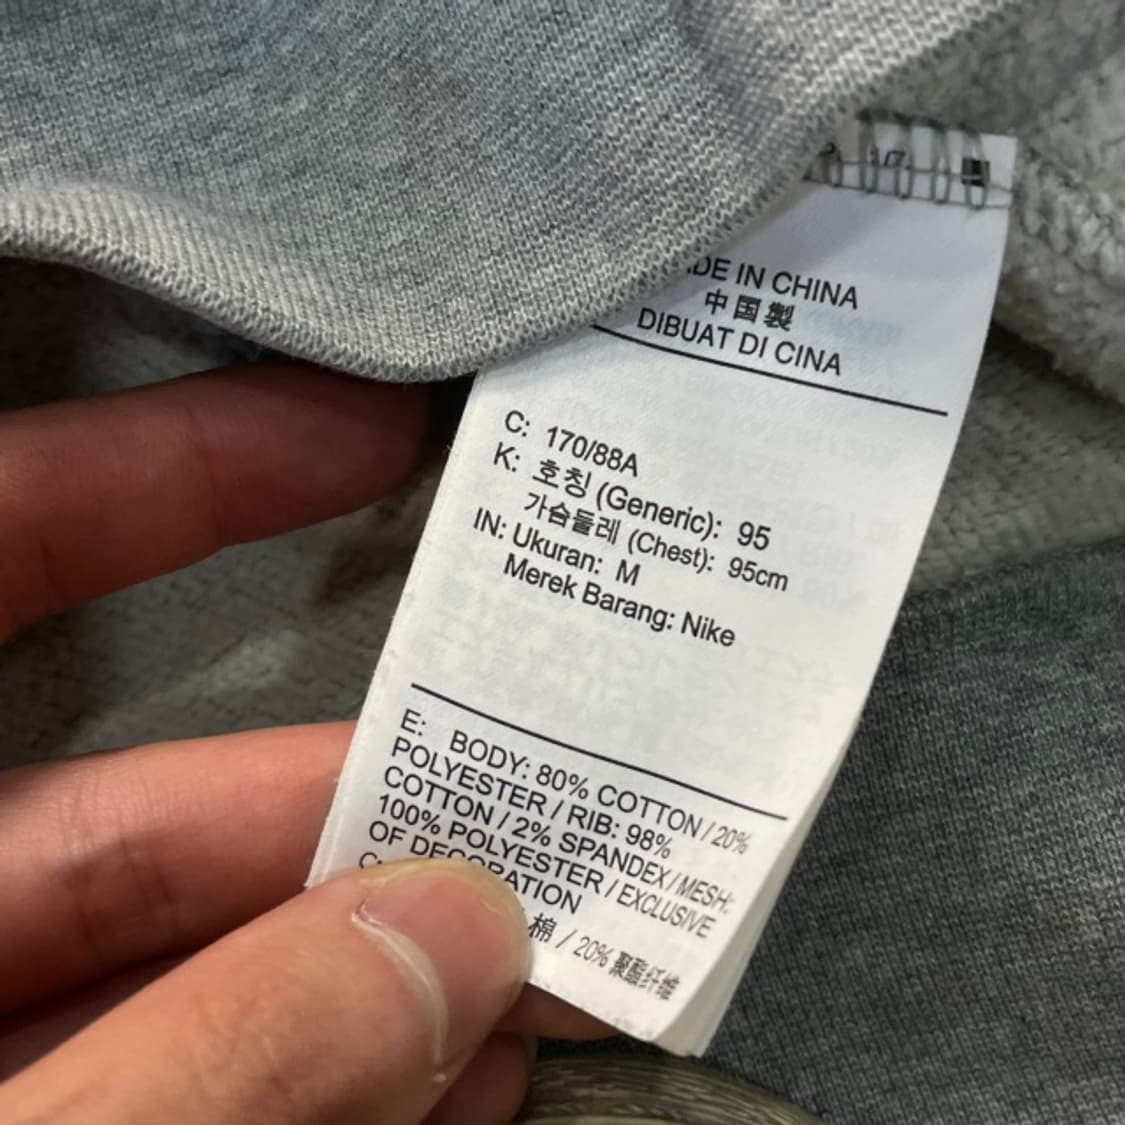 DE IN CHINA
中国製
DIBUAT DI CINA
C: 170/88A
K: 호칭 (Generic): 95
가슴둘레 (Chest): 95cm
IN: Ukuran: M
Merek Barang: Nike
E: BODY: 80% COTTON / 20%
POLYESTER / RIB: 98%
COTTON / 2% SPANDEX / MESH:
100% POLYESTER / EXCLUSIVE
OF DECORATION
C:
棉 / 20% 聚酯纤维